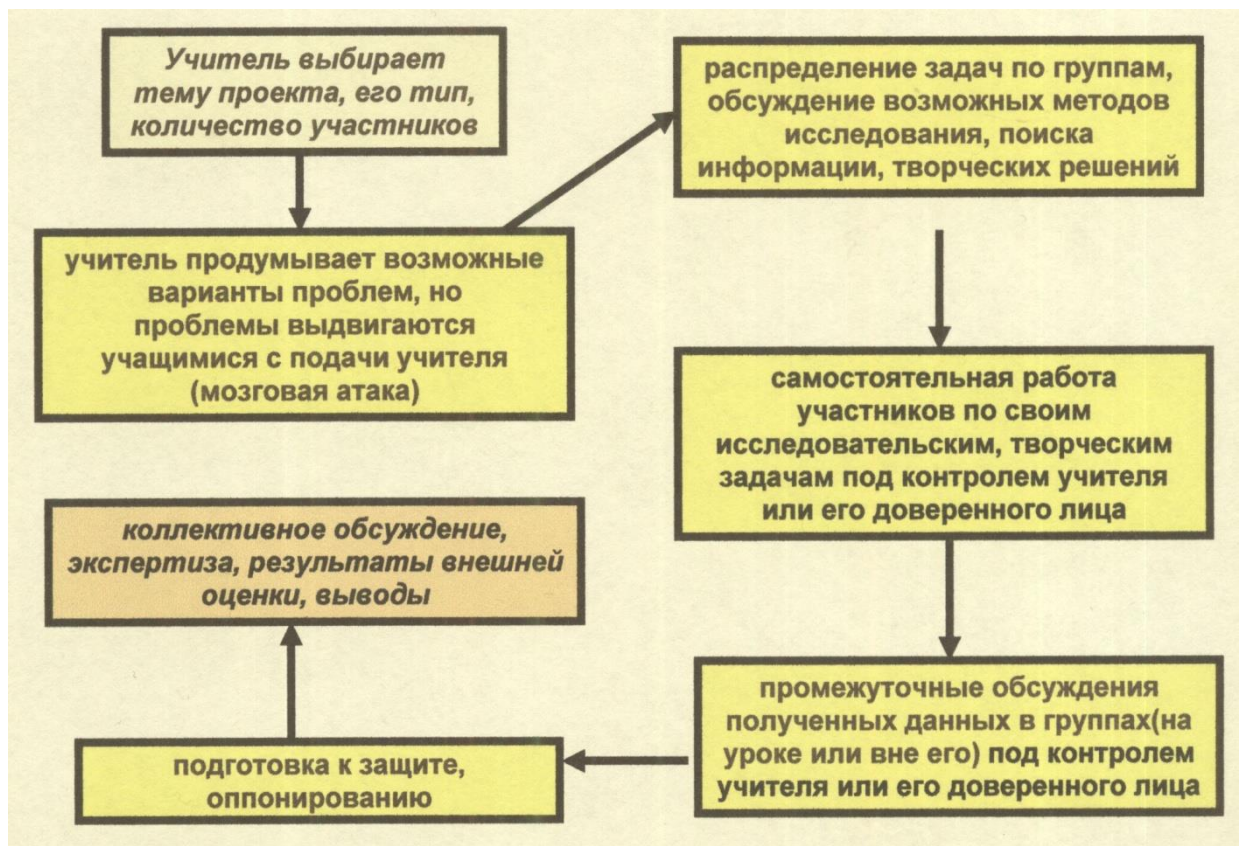 Учитель выбирает
тему проекта, его тип,
количество участников
учитель продумывает возможные
варианты проблем, но
проблемы выдвигаются
учащимися с подачи учителя
(мозговая атака)
распределение задач по группам,
обсуждение возможных методов
исследования, поиска
информации, творческих решений
самостоятельная работа
участников по своим
исследовательским, творческим
задачам под контролем учителя
или его доверенного лица
промежуточные обсуждения
полученных данных в группах(на
уроке или вне его) под контролем
учителя или его доверенного лица
подготовка к защите,
оппонированию
коллективное обсуждение,
экспертиза, результаты внешней
оценки, выводы